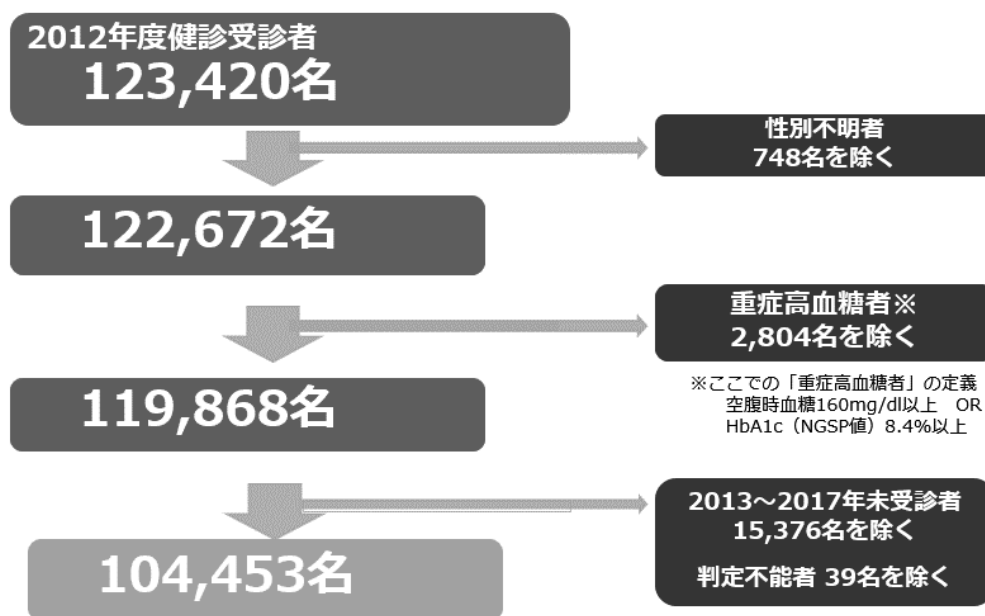 2012年度健診受診者
123,420名
性別不明者
748名を除く
122,672名
重症高血糖者※
2,804名を除く
※ここでの「重症高血糖者」の定義
空腹時血糖160mg/dl以上　OR
HbA1c（NGSP値）8.4%以上
119,868名
2013～2017年未受診者
15,376名を除く
判定不能者 39名を除く
104,453名